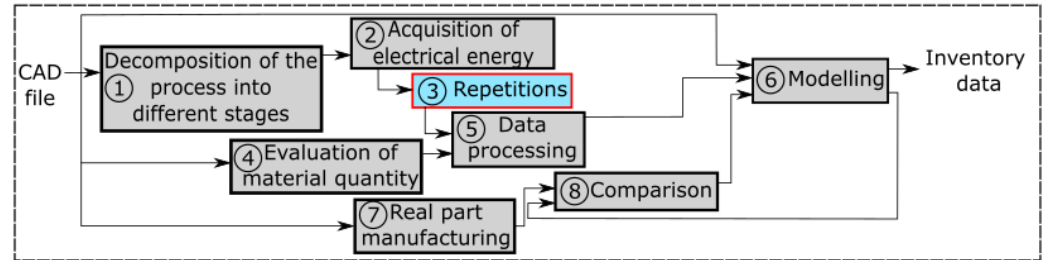 CAD
file
Decomposition of the
① process into
different stages
② Acquisition of
electrical energy
③ Repetitions
④ Evaluation of
material quantity
⑤ Data
processing
⑥ Modelling
⑦ Real part
manufacturing
⑧ Comparison
Inventory
data